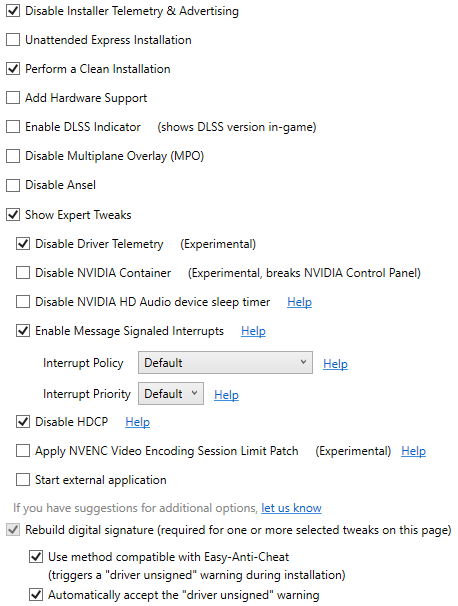 Disable Installer Telemetry & Advertising
Unattended Express Installation
Perform a Clean Installation
Add Hardware Support
Enable DLSS Indicator (shows DLSS version in-game)
Disable Multiplane Overlay (MPO)
Disable Ansel
Show Expert Tweaks
Disable Driver Telemetry (Experimental)
Disable NVIDIA Container (Experimental, breaks NVIDIA Control Panel)
Disable NVIDIA HD Audio device sleep timer Help
Enable Message Signaled Interrupts Help
Interrupt Policy Default Help
Interrupt Priority Default Help
Disable HDCP Help
Apply NVENC Video Encoding Session Limit Patch (Experimental) Help
Start external application
If you have suggestions for additional options, let us know
Rebuild digital signature (required for one or more selected tweaks on this page)
Use method compatible with Easy-Anti-Cheat
(triggers a "driver unsigned" warning during installation)
Automatically accept the "driver unsigned" warning